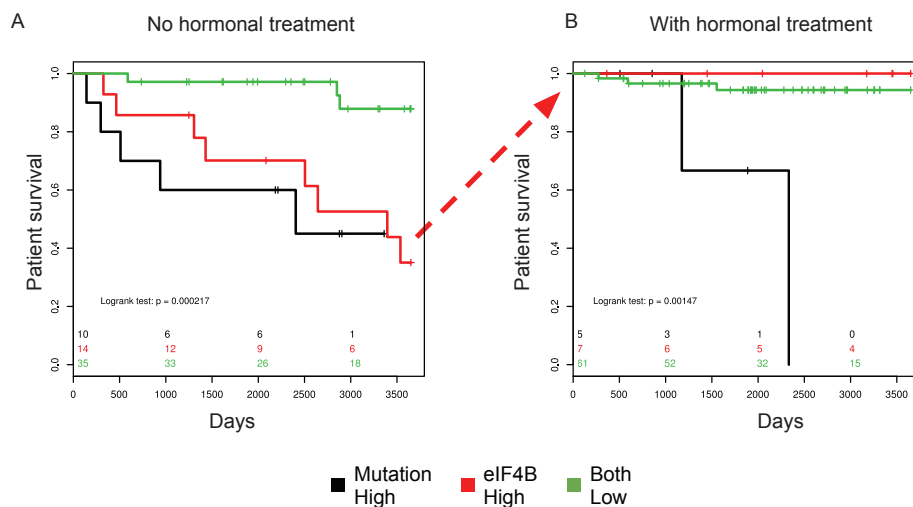 A
No hormonal treatment
B
With hormonal treatment
Patient survival
1.0
0.8
0.6
0.4
0.2
0.0
Logrank test: p = 0.000217
10 6 6 1
14 12 9 6
35 33 26 18
0 500 1000 1500 2000 2500 3000 3500
Days
Patient survival
1.0
0.8
0.6
0.4
0.2
0.0
Logrank test: p = 0.00147
5 3 1 0
7 6 5 4
61 52 32 15
0 500 1000 1500 2000 2500 3000 3500
Days
Mutation
High
eIF4B
High
Both
Low